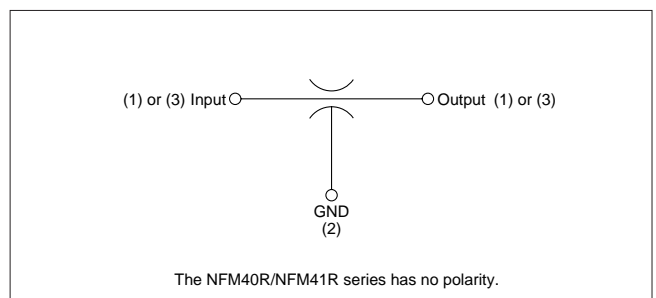 (1) or (3) Input Output (1) or (3)
GND
(2)
The NFM40R/NFM41R series has no polarity.